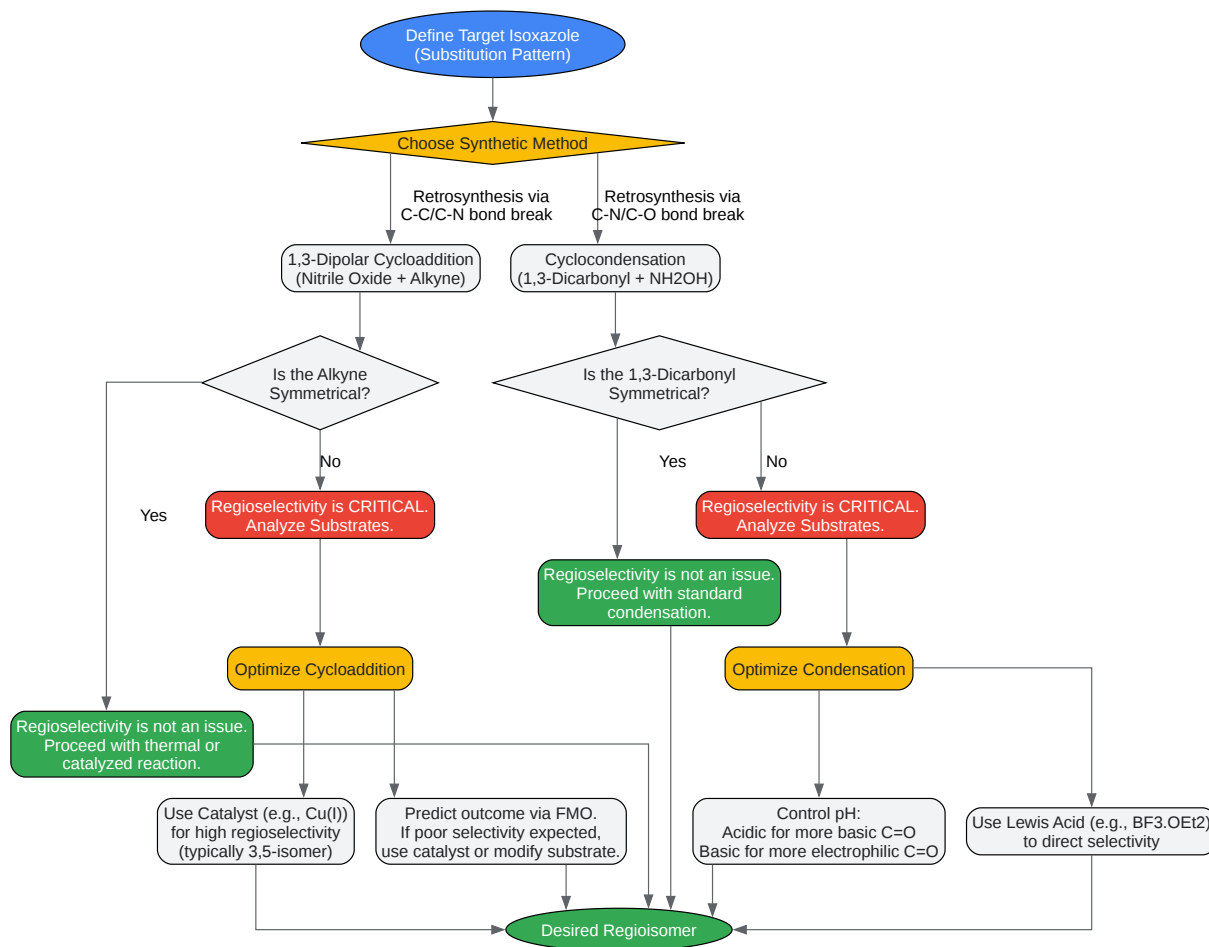 Define Target Isoxazole
(Substitution Pattern)
Choose Synthetic Method
Retrosynthesis via
C-C/C-N bond break
Retrosynthesis via
C-N/C-O bond break
1,3-Dipolar Cycloaddition
(Nitrile Oxide + Alkyne)
Cyclocondensation
(1,3-Dicarbonyl + NH2OH)
Is the Alkyne
Symmetrical?
Is the 1,3-Dicarbonyl
Symmetrical?
No
Yes
No
Yes
Regioselectivity is CRITICAL.
Analyze Substrates.
Regioselectivity is CRITICAL.
Analyze Substrates.
Regioselectivity is not an issue.
Proceed with standard
condensation.
Optimize Cycloaddition
Optimize Condensation
Regioselectivity is not an issue.
Proceed with thermal or
catalyzed reaction.
Use Catalyst (e.g., Cu(I))
for high regioselectivity
(typically 3,5-isomer)
Predict outcome via FMO.
If poor selectivity expected,
use catalyst or modify substrate.
Control pH:
Acidic for more basic C=O
Basic for more electrophilic C=O
Use Lewis Acid (e.g., BF3.OEt2)
to direct selectivity
Desired Regioisomer